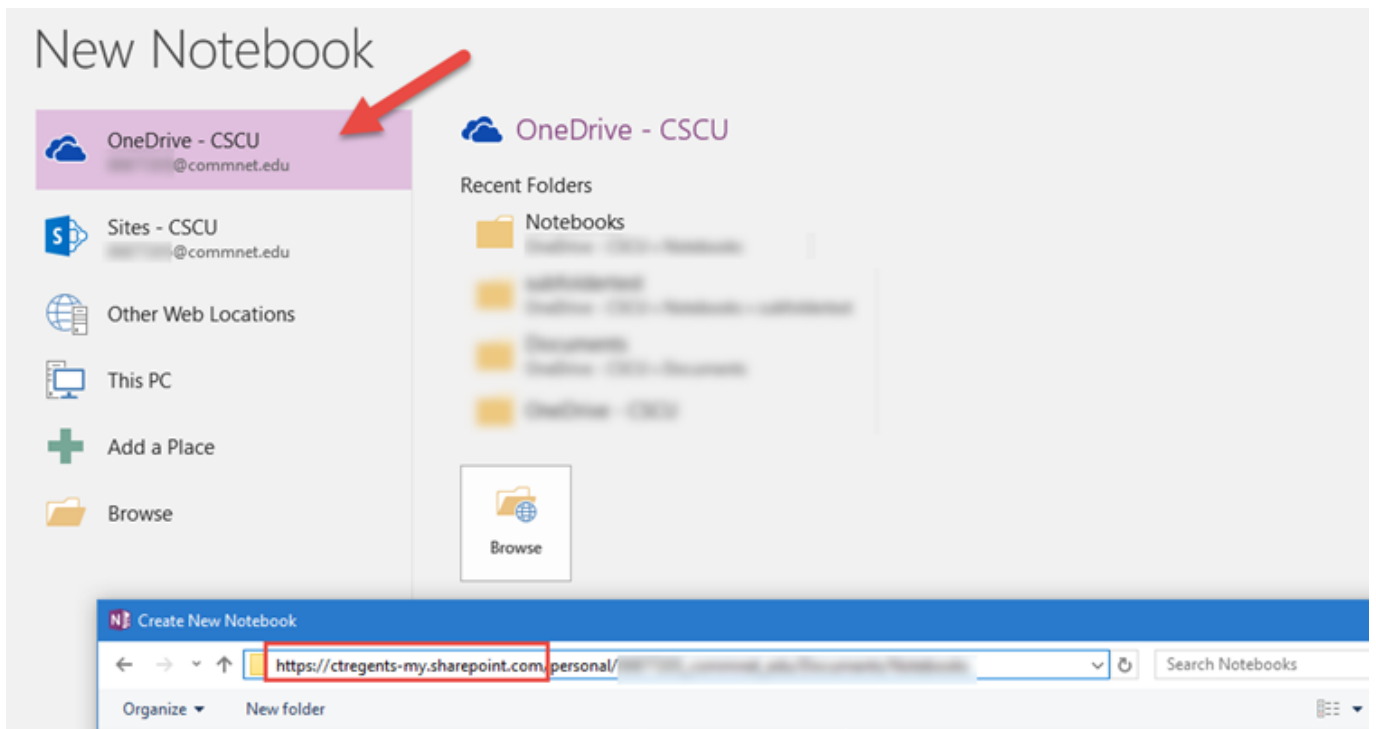 New Notebook
OneDrive - CSCU
@commnet.edu
Sites - CSCU
@commnet.edu
Other Web Locations
This PC
Add a Place
Browse
OneDrive - CSCU
Recent Folders
Notebooks
Browse
Create New Notebook
https://ctregents-my.sharepoint.com/personal/
Search Notebooks
Organize
New folder